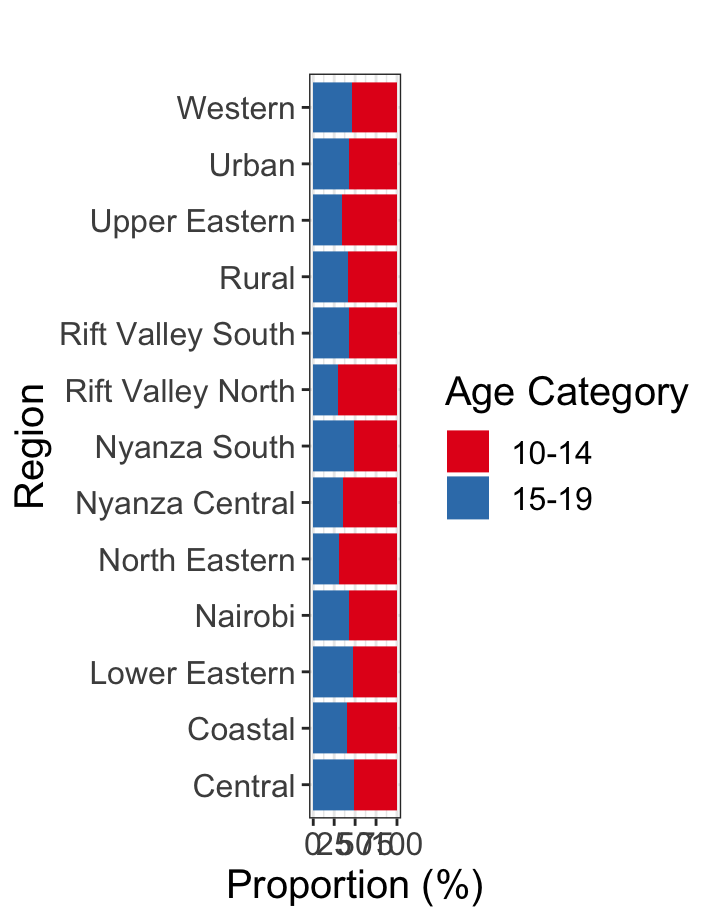 Western
Urban
Upper Eastern
Rural
Rift Valley South
Rift Valley North
Nyanza South
Nyanza Central
North Eastern
Nairobi
Lower Eastern
Coastal
Central
Region
0 25 50 75 100
Proportion (%)
Age Category
10-14
15-19